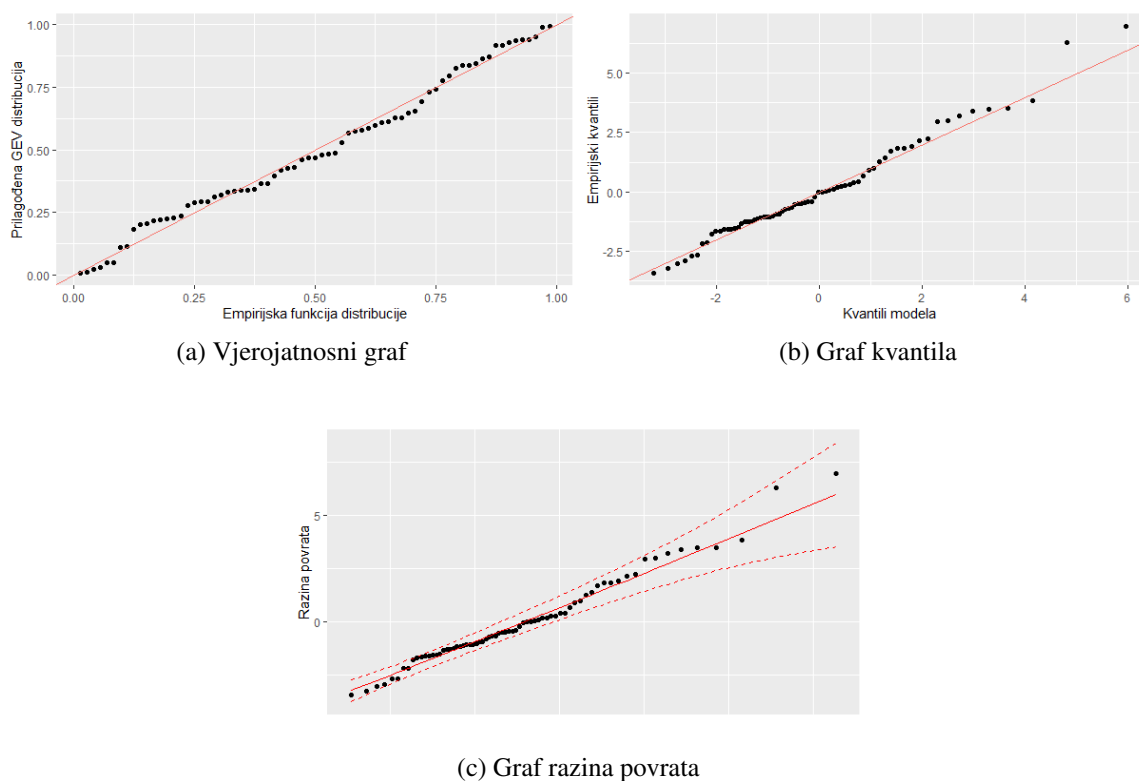 1.00
0.75
0.50
0.25
0.00
Prilagođena GEV distribucija
0.00
0.25
0.50
0.75
1.00
Empirijska funkcija distribucije
(a) Vjerojatnosni graf
5.0
2.5
0.0
-2.5
Empirijski kvantili
-2
0
2
4
6
Kvantili modela
(b) Graf kvantila
5
0
Razina povrata
(c) Graf razina povrata